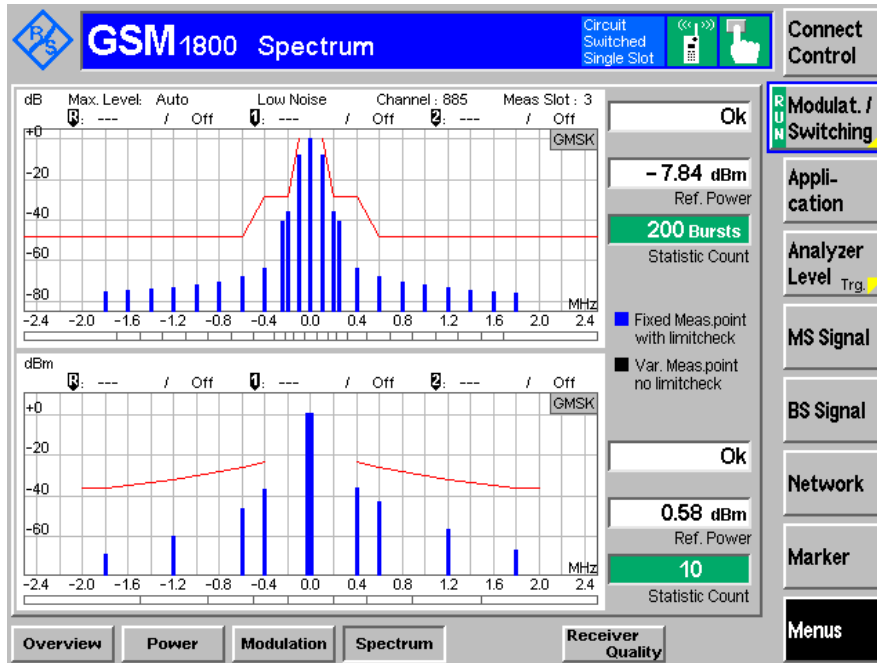 R/S
GSM 1800 Spectrum
Circuit
Switched
Single Slot
Connect
Control
dB Max. Level: Auto Low Noise Channel : 885 Meas Slot : 3
R: --- / Off 1: --- / Off 2: --- / Off
GMSK
+0
-20
-40
-60
-80
MHz
-2.4 -2.0 -1.6 -1.2 -0.8 -0.4 0.0 0.4 0.8 1.2 1.6 2.0 2.4
Ok
- 7.84 dBm
Ref. Power
200 Bursts
Statistic Count
Fixed Meas.point
with limitcheck
Var. Meas.point
no limitcheck
dBm
R: --- / Off 1: --- / Off 2: --- / Off
GMSK
+0
-20
-40
-60
MHz
-2.4 -2.0 -1.6 -1.2 -0.8 -0.4 0.0 0.4 0.8 1.2 1.6 2.0 2.4
Ok
0.58 dBm
Ref. Power
10
Statistic Count
RUN
Modulat. /
Switching
Appli-
cation
Analyzer
Level Trg.
MS Signal
BS Signal
Network
Marker
Menus
Overview Power Modulation Spectrum Receiver
Quality